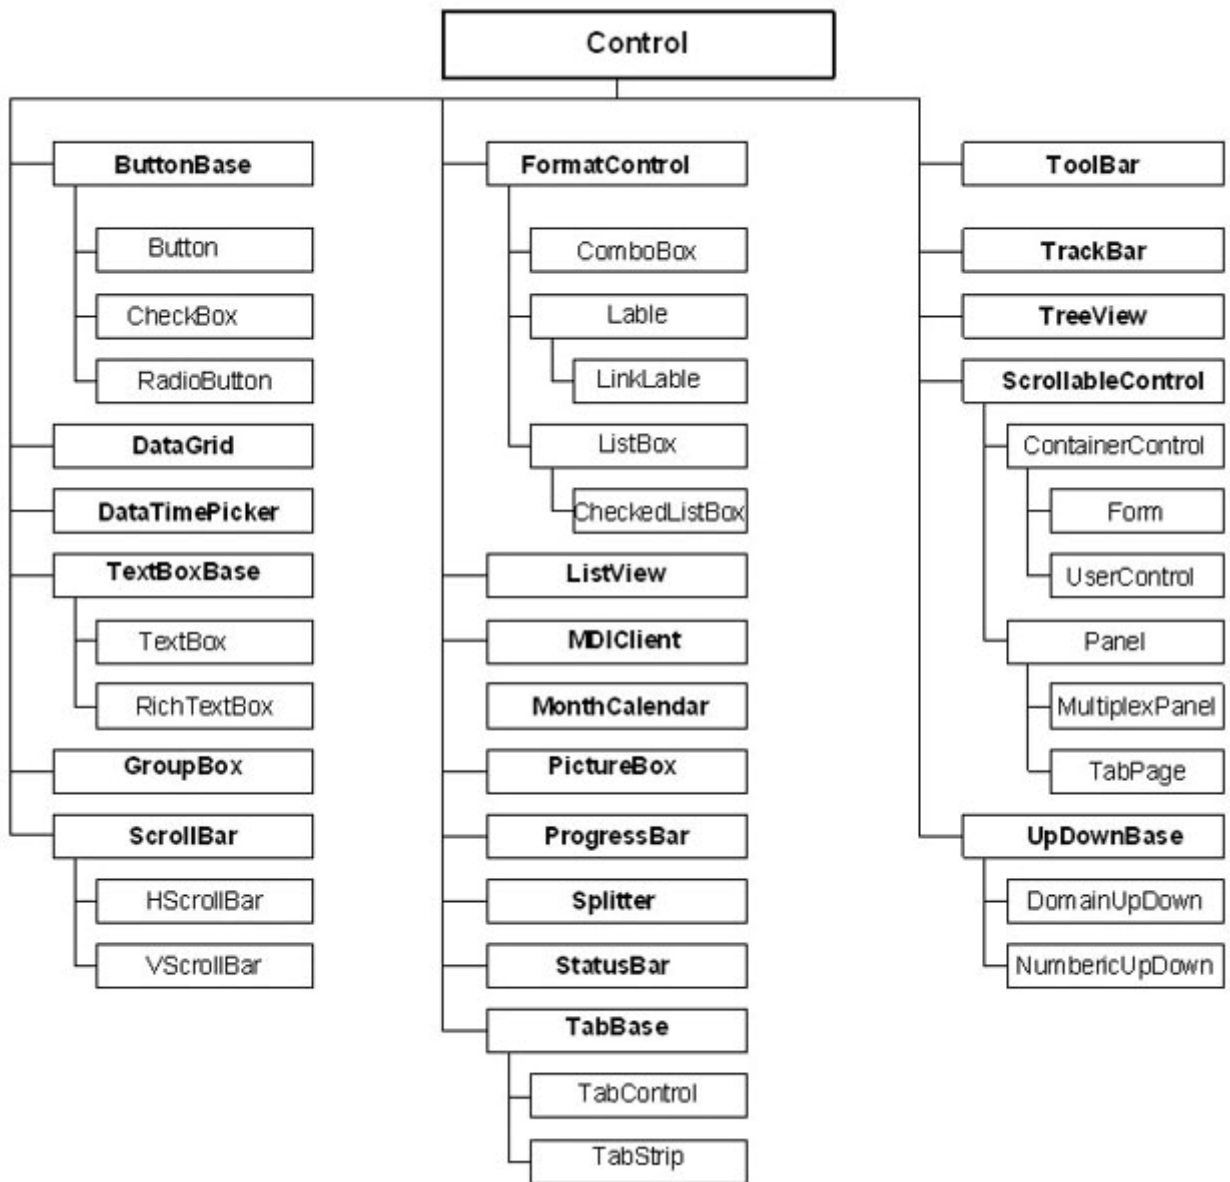 Control
ButtonBase
Button
CheckBox
RadioButton
DataGrid
DataTimePicker
TextBoxBase
TextBox
RichTextBox
GroupBox
ScrollBar
HScrollBar
VScrollBar
FormatControl
ComboBox
Lable
LinkLable
ListBox
CheckedListBox
ListView
MDIClient
MonthCalendar
PictureBox
ProgressBar
Splitter
StatusBar
TabBase
TabControl
TabStrip
ToolBar
TrackBar
TreeView
ScrollableControl
ContainerControl
Form
UserControl
Panel
MultiplexPanel
TabPage
UpDownBase
DomainUpDown
NumbericUpDown